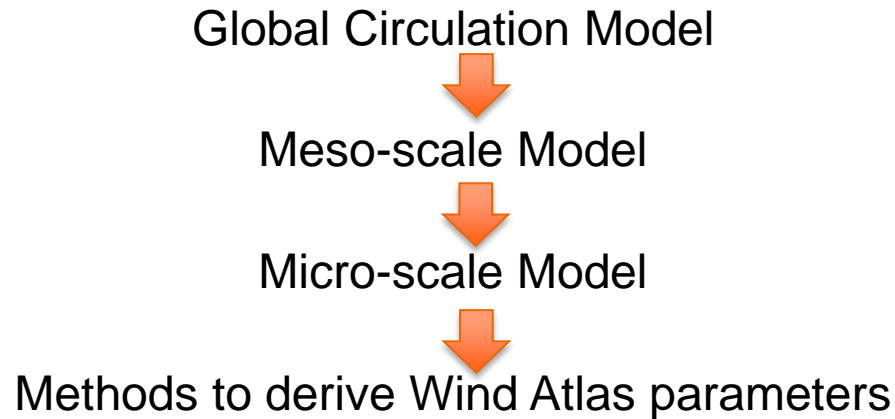 Global Circulation Model
Meso-scale Model
Micro-scale Model
Methods to derive Wind Atlas parameters